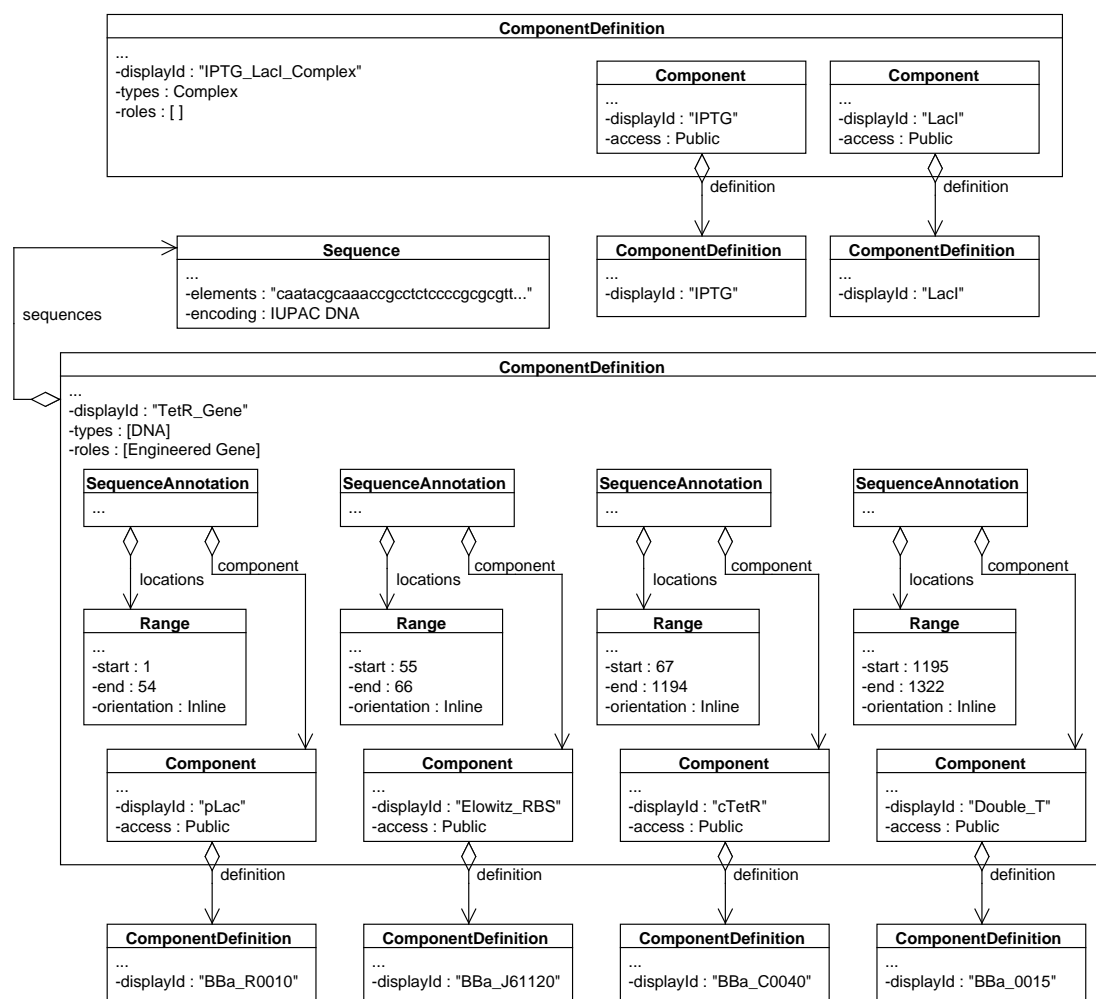 ComponentDefinition
...
-displayId : "IPTG_LacI_Complex"
-types : Complex
-roles : [ ]
Component
...
-displayId : "IPTG"
-access : Public
Component
...
-displayId : "LacI"
-access : Public
definition
definition
Sequence
...
-elements : "caatacgcaaaccgcctctccccgcgcgtt..."
-encoding : IUPAC DNA
ComponentDefinition
...
-displayId : "IPTG"
ComponentDefinition
...
-displayId : "LacI"
sequences
ComponentDefinition
...
-displayId : "TetR_Gene"
-types : [DNA]
-roles : [Engineered Gene]
SequenceAnnotation
...
SequenceAnnotation
...
SequenceAnnotation
...
SequenceAnnotation
...
locations
component
locations
component
locations
component
locations
component
Range
...
-start : 1
-end : 54
-orientation : Inline
Range
...
-start : 55
-end : 66
-orientation : Inline
Range
...
-start : 67
-end : 1194
-orientation : Inline
Range
...
-start : 1195
-end : 1322
-orientation : Inline
Component
...
-displayId : "pLac"
-access : Public
Component
...
-displayId : "Elowitz_RBS"
-access : Public
Component
...
-displayId : "cTetR"
-access : Public
Component
...
-displayId : "Double_T"
-access : Public
definition
definition
definition
definition
ComponentDefinition
...
-displayId : "BBa_R0010"
ComponentDefinition
...
-displayId : "BBa_J61120"
ComponentDefinition
...
-displayId : "BBa_C0040"
ComponentDefinition
...
-displayId : "BBa_0015"